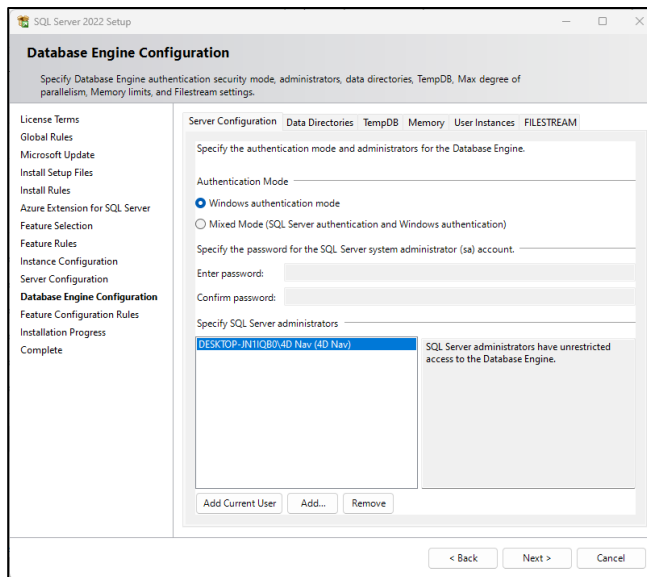 SQL Server 2022 Setup
Database Engine Configuration
Specify Database Engine authentication security mode, administrators, data directories, TempDB, Max degree of
parallelism, Memory limits, and Filestream settings.
License Terms
Global Rules
Microsoft Update
Install Setup Files
Install Rules
Azure Extension for SQL Server
Feature Selection
Feature Rules
Instance Configuration
Server Configuration
Database Engine Configuration
Feature Configuration Rules
Installation Progress
Complete
Server Configuration Data Directories TempDB Memory User Instances FILESTREAM
Specify the authentication mode and administrators for the Database Engine.
Authentication Mode
Windows authentication mode
Mixed Mode (SQL Server authentication and Windows authentication)
Specify the password for the SQL Server system administrator (sa) account.
Enter password:
Confirm password:
Specify SQL Server administrators
DESKTOP-JN1IQB0\4D Nav (4D Nav)
SQL Server administrators have unrestricted
access to the Database Engine.
Add Current User Add... Remove
< Back Next > Cancel